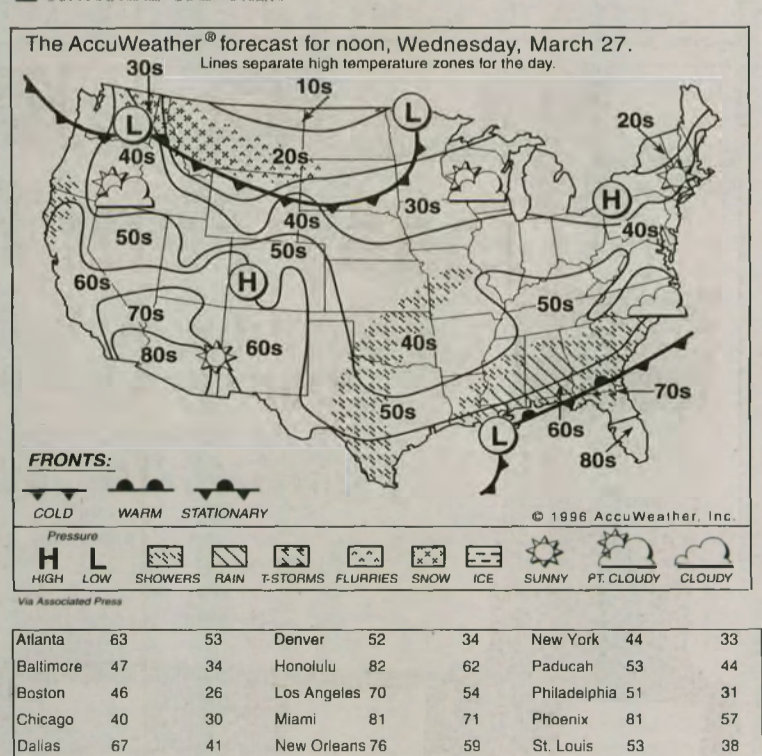 The AccuWeather® forecast for noon, Wednesday, March 27.
Lines separate high temperature zones for the day.
30s
10s
L
L
20s
40s
20s
H
30s
40s
40s
50s
50s
H
60s
50s
70s
40s
80s
60s
50s
70s
60s
L
80s
FRONTS:
COLD WARM STATIONARY
© 1996 AccuWeather, Inc.
Pressure
H L
HIGH LOW SHOWERS RAIN T-STORMS FLURRIES SNOW ICE SUNNY PT. CLOUDY CLOUDY
Via Associated Press
Atlanta 63 53 Denver 52 34 New York 44 33
Baltimore 47 34 Honolulu 82 62 Paducah 53 44
Boston 46 26 Los Angeles 70 54 Philadelphia 51 31
Chicago 40 30 Miami 81 71 Phoenix 81 57
Dallas 67 41 New Orleans 76 59 St. Louis 53 38